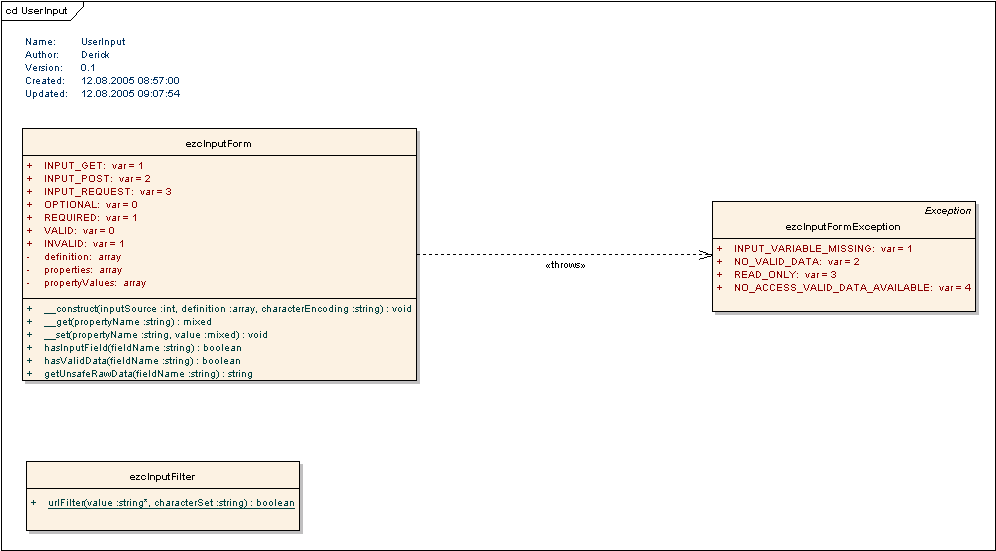 cd UserInput
Name: UserInput
Author: Derick
Version: 0.1
Created: 12.08.2005 08:57:00
Updated: 12.08.2005 09:07:54
ezcInputForm
+ INPUT_GET: var = 1
+ INPUT_POST: var = 2
+ INPUT_REQUEST: var = 3
+ OPTIONAL: var = 0
+ REQUIRED: var = 1
+ VALID: var = 0
+ INVALID: var = 1
- definition: array
- properties: array
- propertyValues: array
+ __construct(inputSource :int, definition :array, characterEncoding :string) : void
+ __get(propertyName :string) : mixed
+ __set(propertyName :string, value :mixed) : void
+ hasInputField(fieldName :string) : boolean
+ hasValidData(fieldName :string) : boolean
+ getUnsafeRawData(fieldName :string) : string
«throws»
Exception
ezcInputFormException
+ INPUT_VARIABLE_MISSING: var = 1
+ NO_VALID_DATA: var = 2
+ READ_ONLY: var = 3
+ NO_ACCESS_VALID_DATA_AVAILABLE: var = 4
ezcInputFilter
+ urlFilter(value :string*, characterSet :string) : boolean